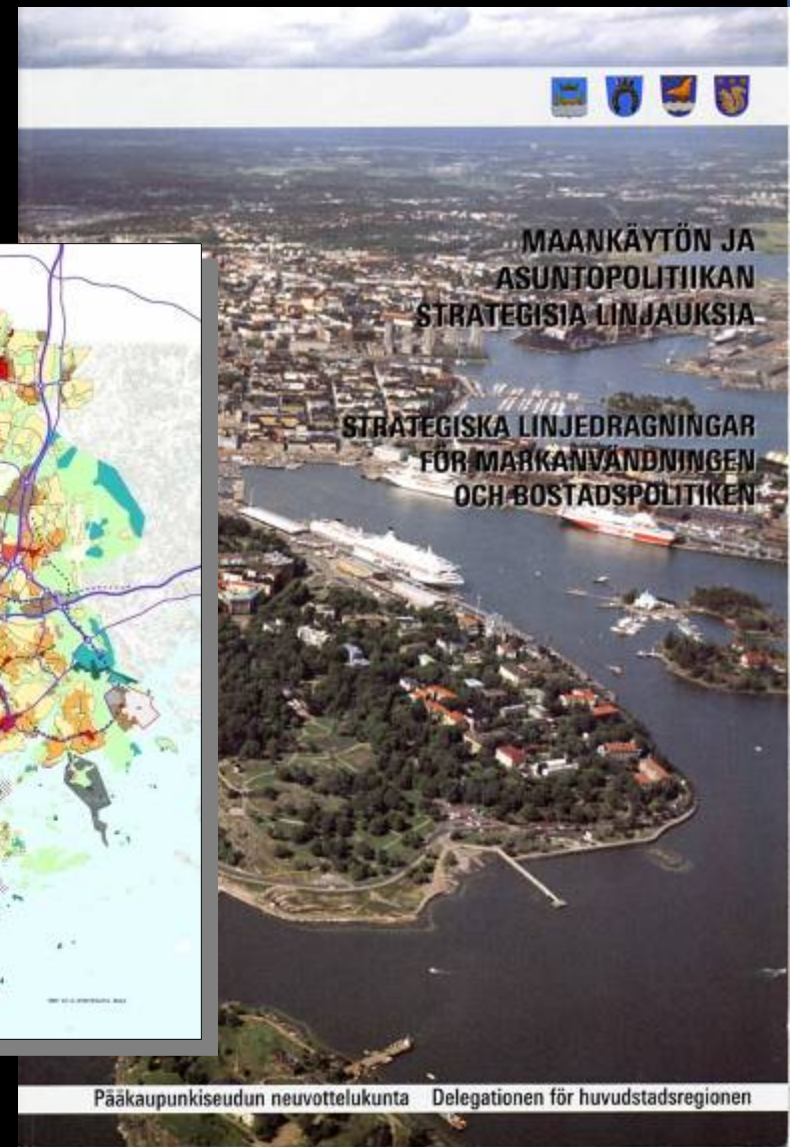 MAANKÄYTÖN JA
ASUNTOPOLITIIKAN
STRATEGISIA LINJAUKSIA
STRATEGISKA LINJEDRAGNINGAR
FÖR MARKANVÄNDNINGEN
OCH BOSTADSPOLITIKEN
Pääkaupunkiseudun neuvottelukunta Delegationen för huvudstadsregionen